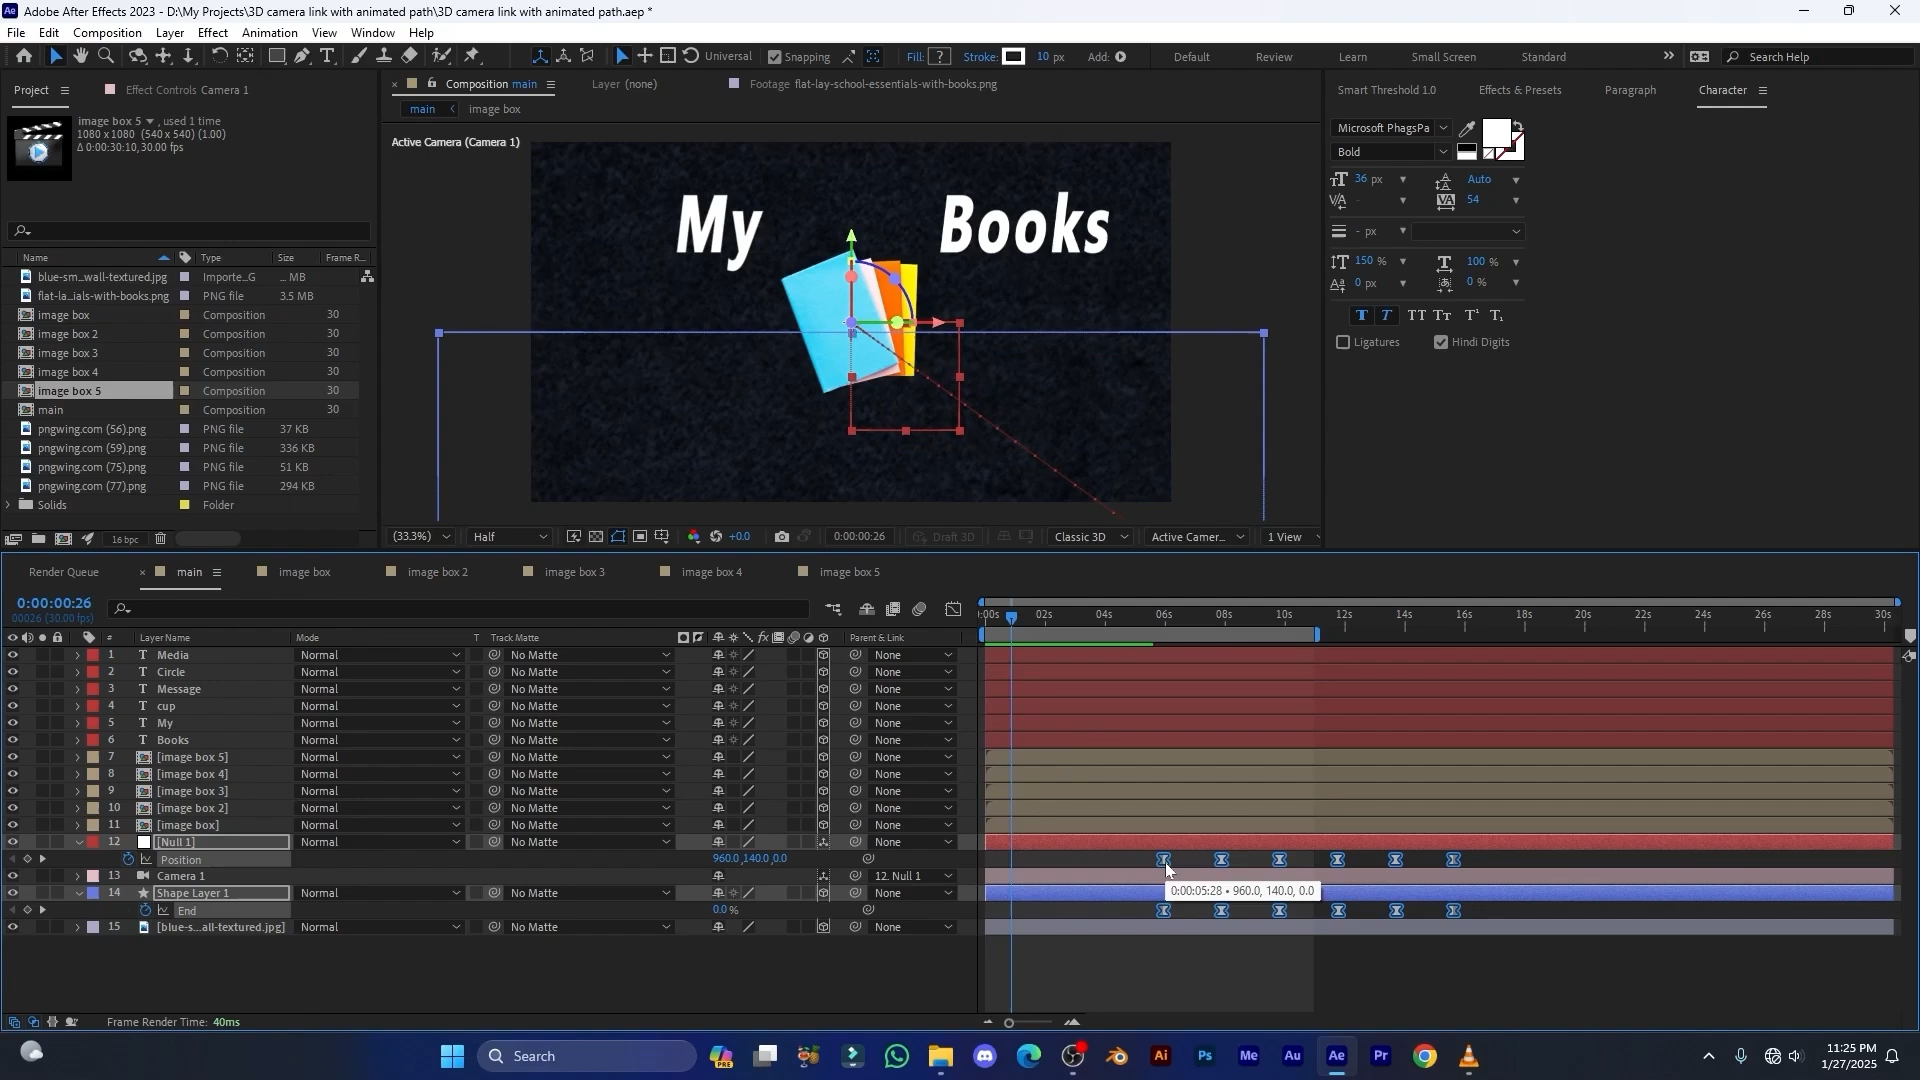 Adobe After Effects 2023 - D:\My Projects\3D camera link with animated path\3D camera link with animated path.aep *
File Edit Composition Layer Effect Animation View Window Help
Universal Snapping Fill: ? Stroke: 10 px Add: Default Review Learn Small Screen Standard Search Help
Project Effect Controls Camera 1
image box 5 , used 1 time
1080 x 1080 (540 x 540) (1.00)
Δ 0:00:30:10, 30.00 fps
Name Type Size Frame R...
blue-sm...wall-textured.jpg Importe...G ... MB
flat-la...ials-with-books.png PNG file 3.5 MB
image box Composition 30
image box 2 Composition 30
image box 3 Composition 30
image box 4 Composition 30
image box 5 Composition 30
main Composition 30
pngwing.com (56).png PNG file 37 KB
pngwing.com (59).png PNG file 336 KB
pngwing.com (75).png PNG file 51 KB
pngwing.com (77).png PNG file 294 KB
Solids Folder
16 bpc
Composition main Layer (none) Footage flat-lay-school-essentials-with-books.png
main image box
Active Camera (Camera 1)
My Books
(33.3%) Half +0.0 0:00:00:26 Draft 3D Classic 3D Active Camer... 1 View
Smart Threshold 1.0 Effects & Presets Paragraph Character
Microsoft PhagsPa
Bold
36 px Auto
54
- px
150 % 100 %
0 px 0 %
T T TT Tт T¹ T₁
Ligatures Hindi Digits
Render Queue main image box image box 2 image box 3 image box 4 image box 5
0:00:00:26
00026 (30.00 fps)
:00s 02s 04s 06s 08s 10s 12s 14s 16s 18s 20s 22s 24s 26s 28s 30s
# Layer Name Mode T Track Matte fx Parent & Link
1 T Media Normal No Matte None
2 T Circle Normal No Matte None
3 T Message Normal No Matte None
4 T cup Normal No Matte None
5 T My Normal No Matte None
6 T Books Normal No Matte None
7 [image box 5] Normal No Matte None
8 [image box 4] Normal No Matte None
9 [image box 3] Normal No Matte None
10 [image box 2] Normal No Matte None
11 [image box] Normal No Matte None
12 [Null 1] Normal No Matte None
Position 960.0,140.0,0.0
13 Camera 1 12. Null 1
14 Shape Layer 1 Normal No Matte None
0:00:05:28 • 960.0, 140.0, 0.0
End 0.0 %
15 [blue-s...all-textured.jpg] Normal No Matte None
Frame Render Time: 40ms
Search PRE Ai Ps Me Au Ae Pr
11:25 PM
1/27/2025